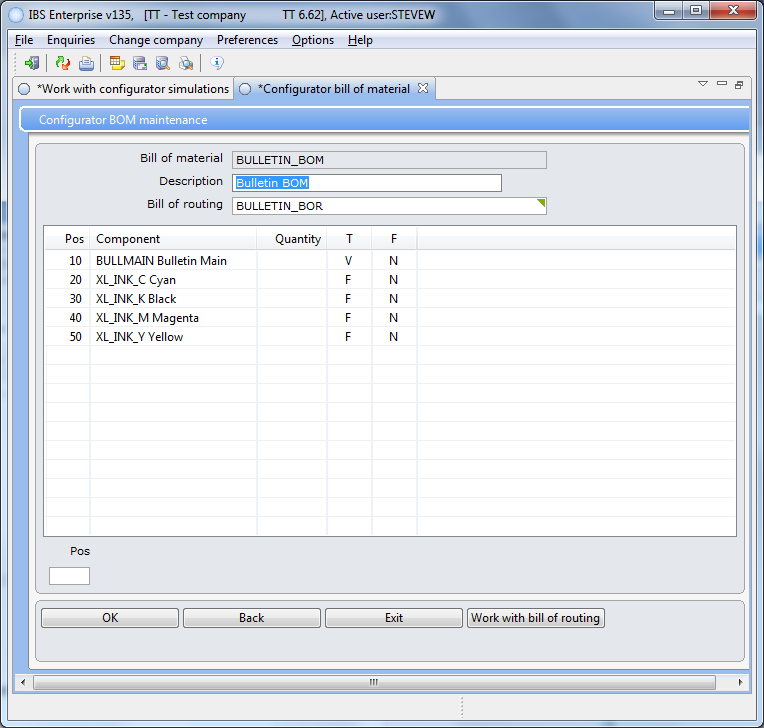 IBS Enterprise v135, [TT - Test company TT 6.62], Active user:STEVEW
File Enquiries Change company Preferences Options Help
*Work with configurator simulations *Configurator bill of material
Configurator BOM maintenance
Bill of material BULLETIN_BOM
Description Bulletin BOM
Bill of routing BULLETIN_BOR
Pos Component Quantity T F
10 BULLMAIN Bulletin Main V N
20 XL_INK_C Cyan F N
30 XL_INK_K Black F N
40 XL_INK_M Magenta F N
50 XL_INK_Y Yellow F N
Pos
OK Back Exit Work with bill of routing